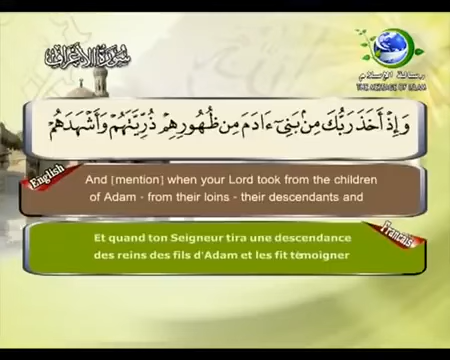 سورة الأعراف
رسالة الإسلام
THE MESSAGE OF ISLAM
وَإِذْ أَخَذَ رَبُّكَ مِنۢ بَنِىٓ ءَادَمَ مِن ظُهُورِهِمْ ذُرِّيَّتَهُمْ وَأَشْهَدَهُمْ
English
And [mention] when your Lord took from the children
of Adam - from their loins - their descendants and
Français
Et quand ton Seigneur tira une descendance
des reins des fils d'Adam et les fit témoigner